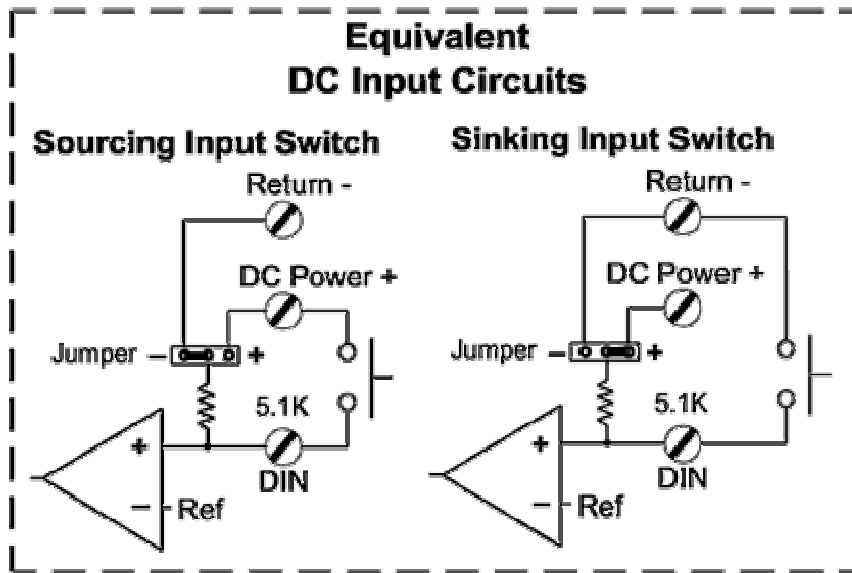 Equivalent
DC Input Circuits
Sourcing Input Switch
Return -
DC Power +
Jumper - +
5.1K
+
DIN
- Ref
Sinking Input Switch
Return -
DC Power +
Jumper - +
5.1K
+
DIN
- Ref